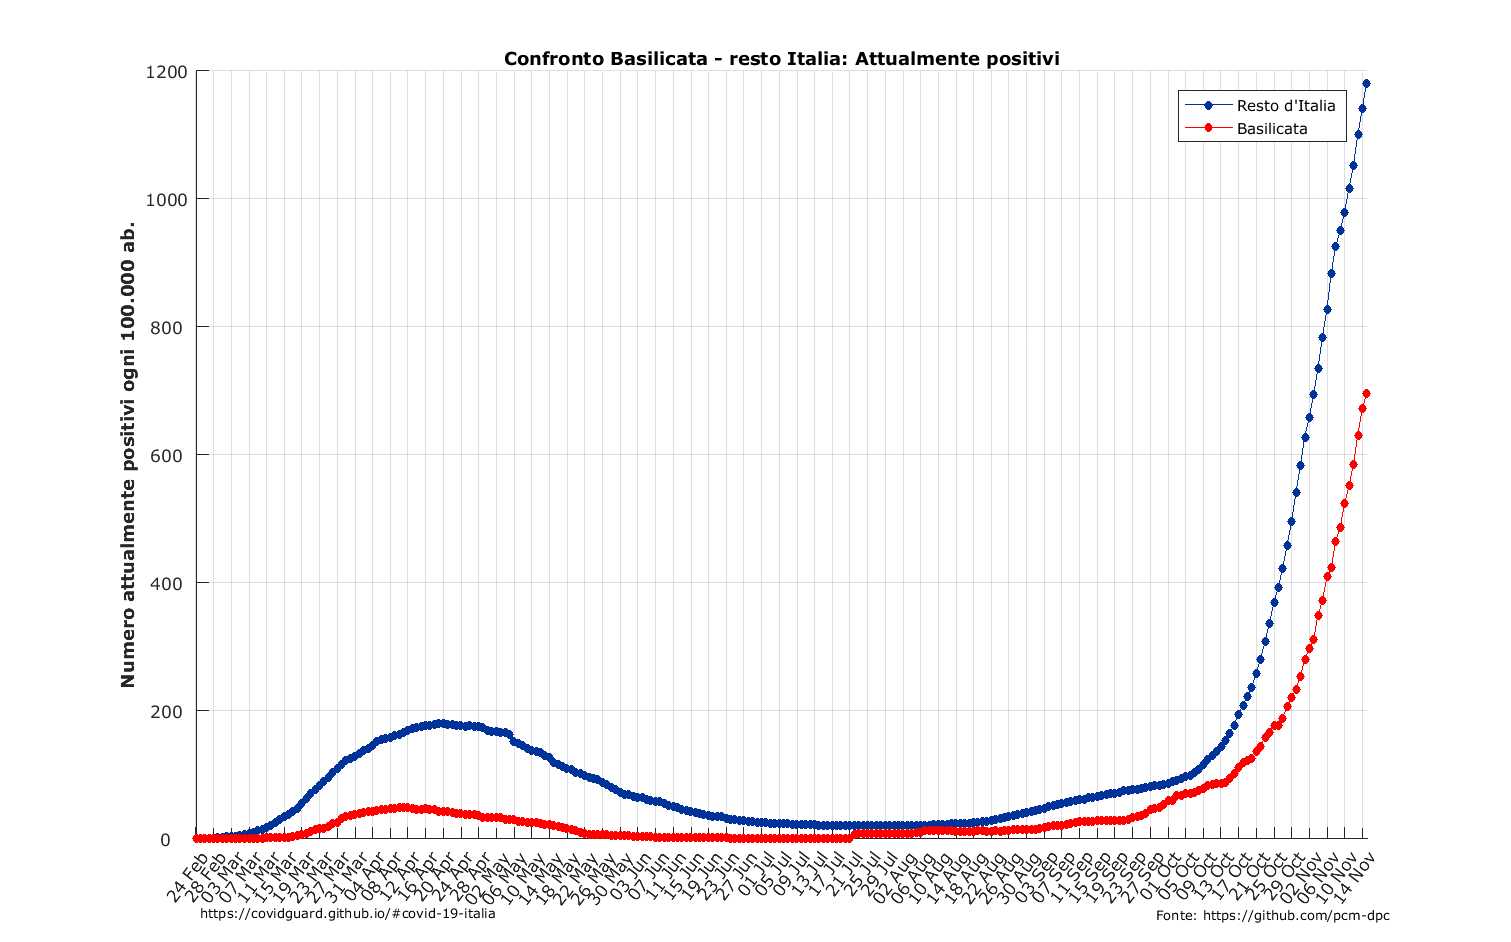 Confronto Basilicata - resto Italia: Attualmente positivi
1200
1000
800
600
400
200
0
Numero attualmente positivi ogni 100.000 ab.
Resto d'Italia
Basilicata
24 Feb
28 Feb
03 Mar
07 Mar
11 Mar
15 Mar
19 Mar
23 Mar
27 Mar
31 Mar
04 Apr
08 Apr
12 Apr
16 Apr
20 Apr
24 Apr
28 Apr
02 May
06 May
10 May
14 May
18 May
22 May
26 May
30 May
03 Jun
07 Jun
11 Jun
15 Jun
19 Jun
23 Jun
27 Jun
01 Jul
05 Jul
09 Jul
13 Jul
17 Jul
21 Jul
25 Jul
29 Jul
02 Aug
06 Aug
10 Aug
14 Aug
18 Aug
22 Aug
26 Aug
30 Aug
03 Sep
07 Sep
11 Sep
15 Sep
19 Sep
23 Sep
27 Sep
01 Oct
05 Oct
09 Oct
13 Oct
17 Oct
21 Oct
25 Oct
29 Oct
02 Nov
06 Nov
10 Nov
14 Nov
https://covidguard.github.io/#covid-19-italia
Fonte: https://github.com/pcm-dpc